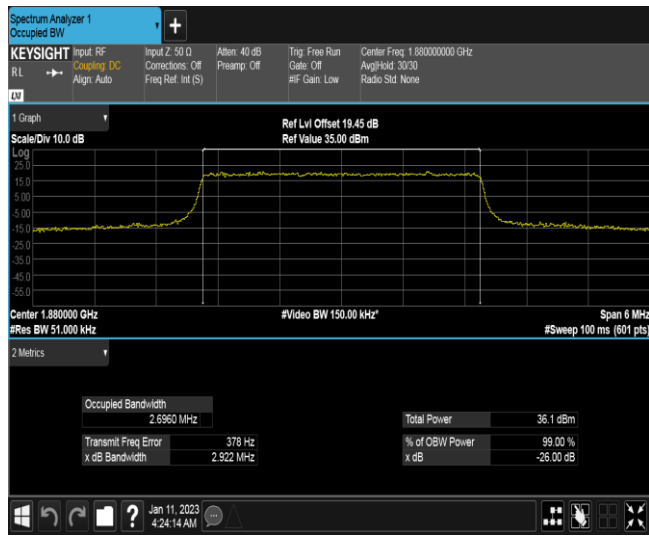 Spectrum Analyzer 1
Occupied BW
+
KEYSIGHT
RL
LXI
Input: RF
Coupling: DC
Align: Auto
Input Z: 50 Ω
Corrections: Off
Freq Ref: Int (S)
Atten: 40 dB
Preamp: Off
Trig: Free Run
Gate: Off
#IF Gain: Low
Center Freq: 1.880000000 GHz
Avg|Hold: 30/30
Radio Std: None
1 Graph
Scale/Div 10.0 dB
Ref Lvl Offset 19.45 dB
Ref Value 35.00 dBm
Log
25.0
15.0
5.00
-5.00
-15.0
-25.0
-35.0
-45.0
-55.0
Center 1.880000 GHz
#Res BW 51.000 kHz
#Video BW 150.00 kHz*
Span 6 MHz
#Sweep 100 ms (601 pts)
2 Metrics
Occupied Bandwidth
2.6960 MHz
Transmit Freq Error 378 Hz
x dB Bandwidth 2.922 MHz
Total Power 36.1 dBm
% of OBW Power 99.00 %
x dB -26.00 dB
?
Jan 11, 2023
4:24:14 AM